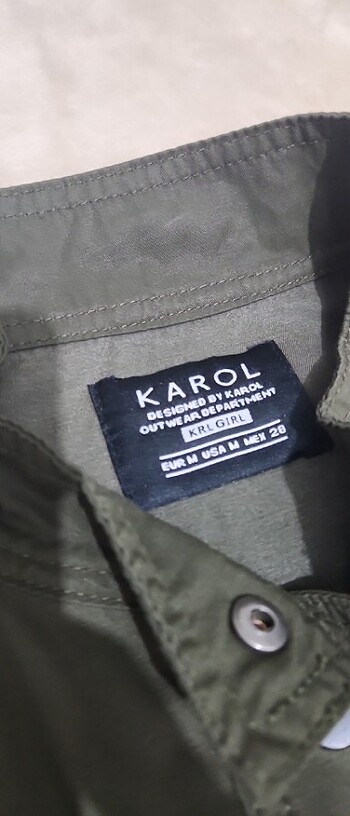 KAROL
DESIGNED BY KAROL
OUTWEAR DEPARTMENT
KRL GIRL
EUR M USA M MEX 28